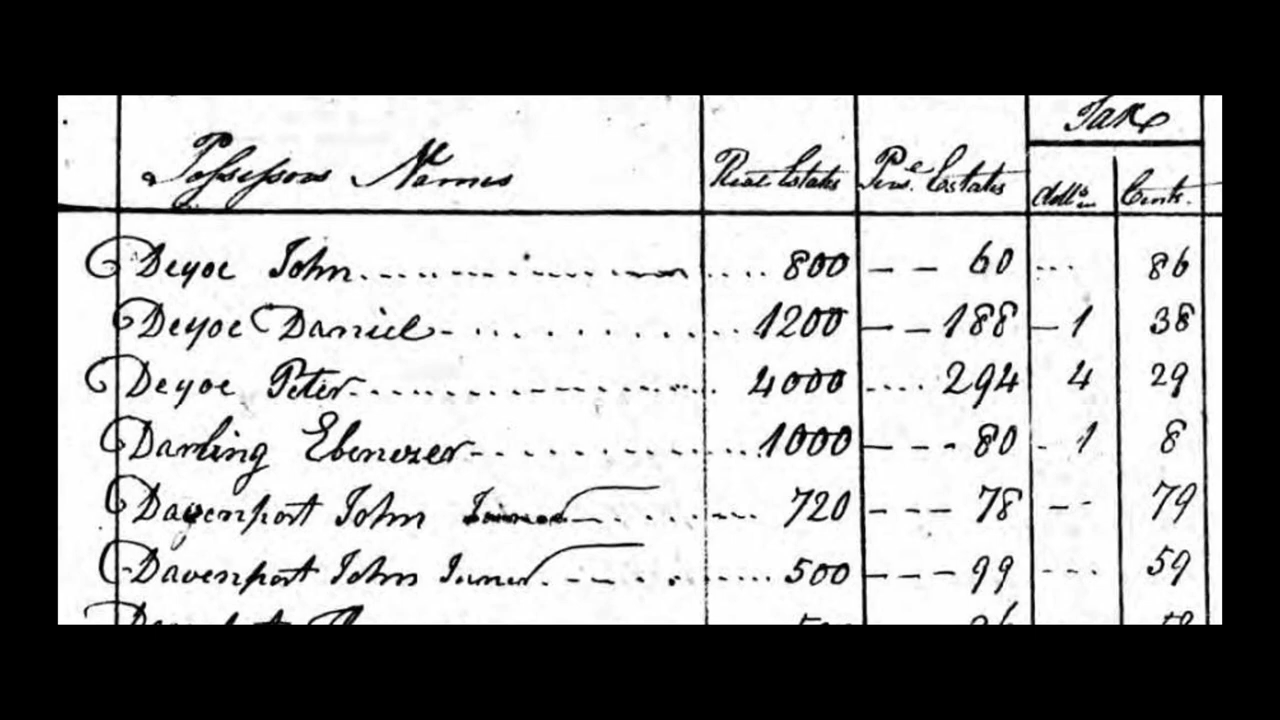 Tax
Possessors Names Real Estates Pers.l Estates doll.s Cents.
Deyoe John 800 60 86
Deyoe Daniel 1200 188 1 38
Deyoe Peter 4000 294 4 29
Darling Ebenezer 1000 80 1 8
Davenport John 720 78 79
Davenport John Junior 500 99 59